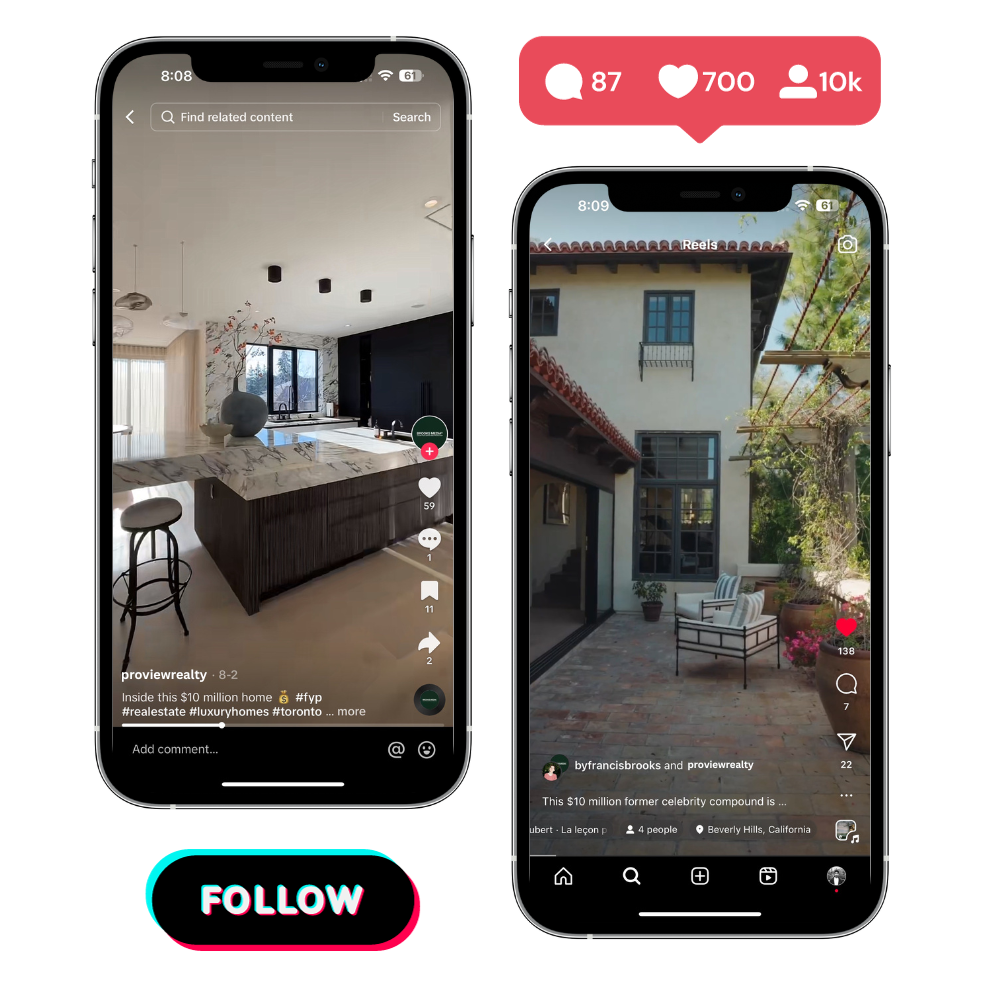 8:08
61
Find related content
Search
59
1
11
2
proviewrealty · 8-2
Inside this $10 million home 💰 #fyp
#realestate #luxuryhomes #toronto ... more
Add comment...
FOLLOW
87
700
10k
8:09
61
Reels
138
7
22
byfrancisbrooks and proviewrealty
This $10 million former celebrity compound is ...
ubert · La leçon p
4 people
Beverly Hills, California